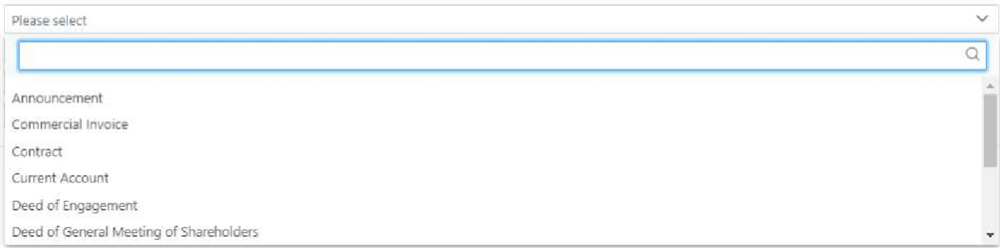 Please select
Announcement
Commercial Invoice
Contract
Current Account
Deed of Engagement
Deed of General Meeting of Shareholders